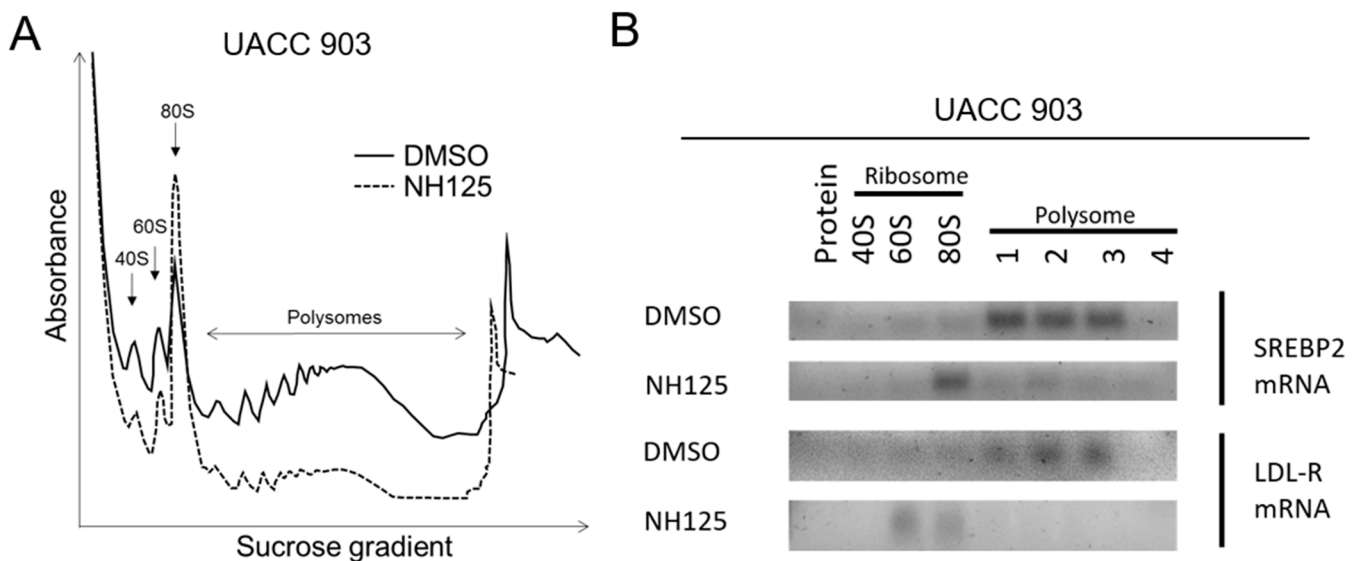 A
UACC 903
80S
DMSO
NH125
60S
40S
Polysomes
Absorbance
Sucrose gradient
B
UACC 903
Protein
Ribosome
40S
60S
80S
Polysome
1
2
3
4
DMSO
NH125
SREBP2
mRNA
DMSO
NH125
LDL-R
mRNA